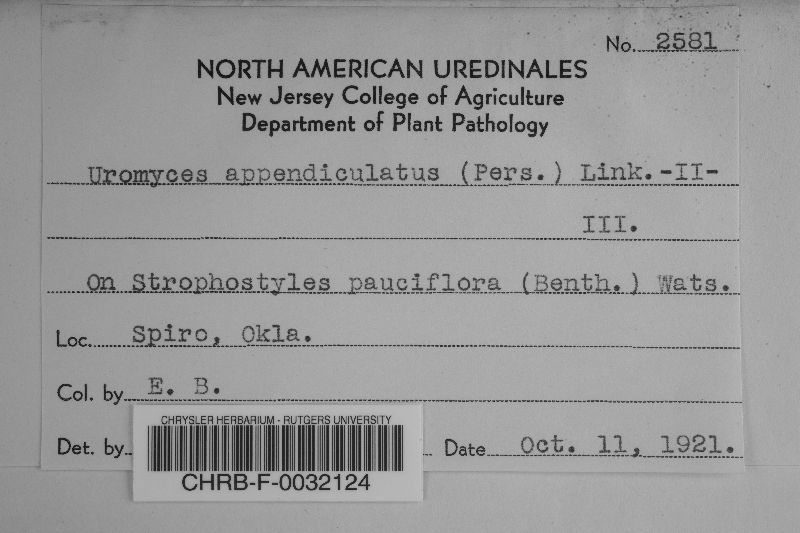 No. 2581
NORTH AMERICAN UREDINALES
New Jersey College of Agriculture
Department of Plant Pathology
Uromyces appendiculatus (Pers.) Link.-II-
III.
On Strophostyles pauciflora (Benth.) Wats.
Loc. Spiro, Okla.
Col. by E. B.
CHRYSLER HERBARIUM - RUTGERS UNIVERSITY
Det. by Date Oct. 11, 1921.
CHRB-F-0032124